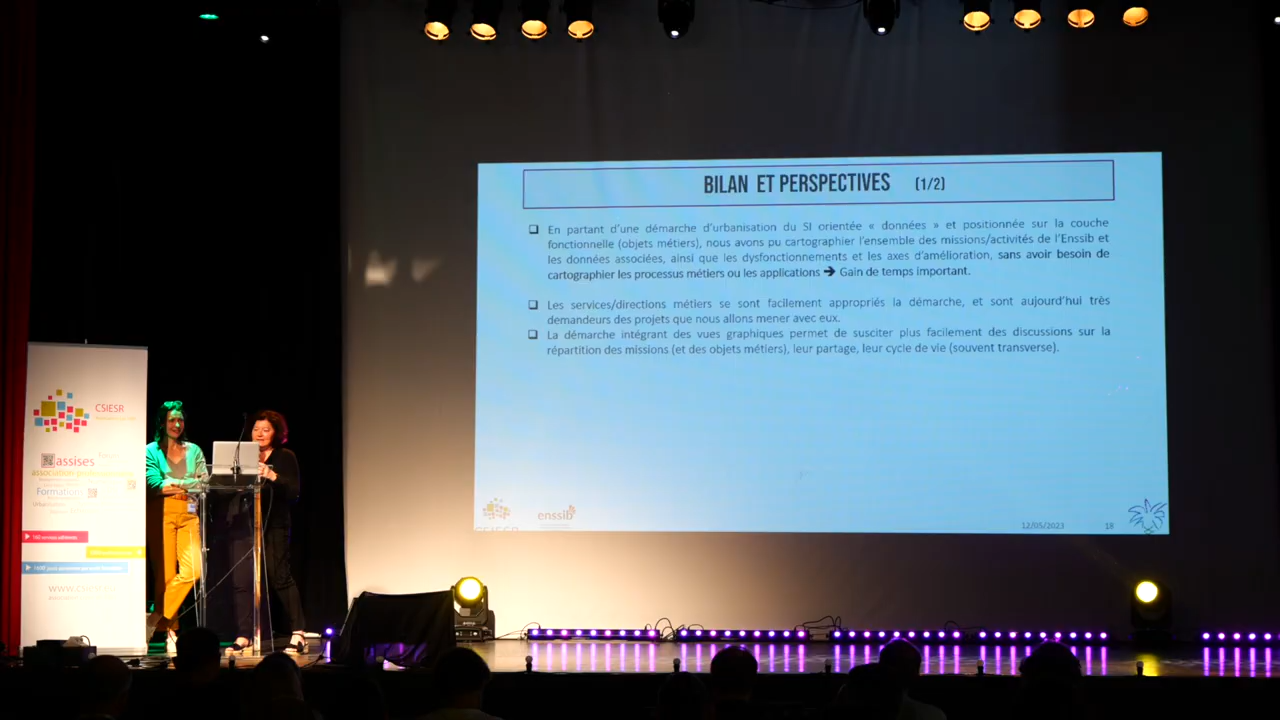 BILAN ET PERSPECTIVES (1/2)
❑ En partant d'une démarche d'urbanisation du SI orientée « données » et positionnée sur la couche
fonctionnelle (objets métiers), nous avons pu cartographier l'ensemble des missions/activités de l'Enssib et
les données associées, ainsi que les dysfonctionnements et les axes d'amélioration, sans avoir besoin de
cartographier les processus métiers ou les applications ➔ Gain de temps important.
❑ Les services/directions métiers se sont facilement appropriés la démarche, et sont aujourd'hui très
demandeurs des projets que nous allons mener avec eux.
❑ La démarche intégrant des vues graphiques permet de susciter plus facilement des discussions sur la
répartition des missions (et des objets métiers), leur partage, leur cycle de vie (souvent transverse).
enssib
12/05/2023
18
CSIESR
assises
Formations